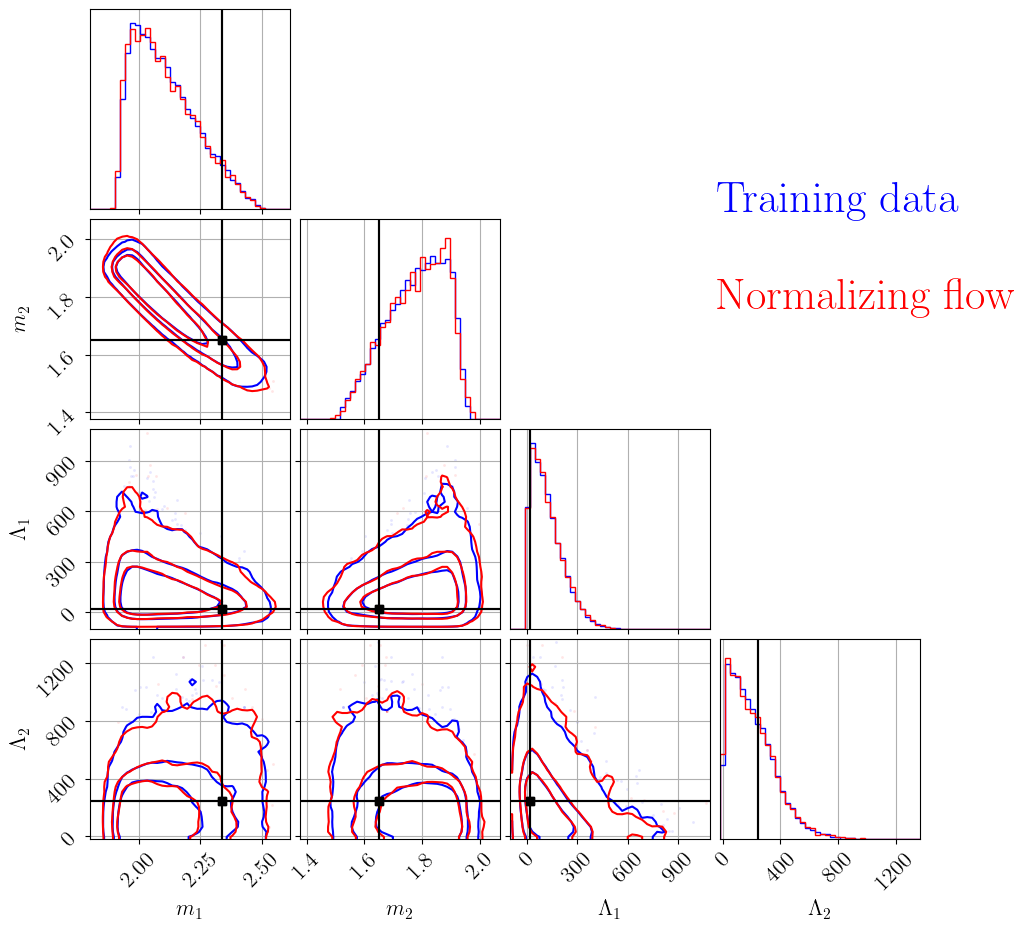 Training data
Normalizing flow
m₂
2.0
1.8
1.6
1.4
Λ₁
900
600
300
0
Λ₂
1200
800
400
0
2.00 2.25 2.50
1.4 1.6 1.8 2.0
0 300 600 900
0 400 800 1200
m₁ m₂ Λ₁ Λ₂